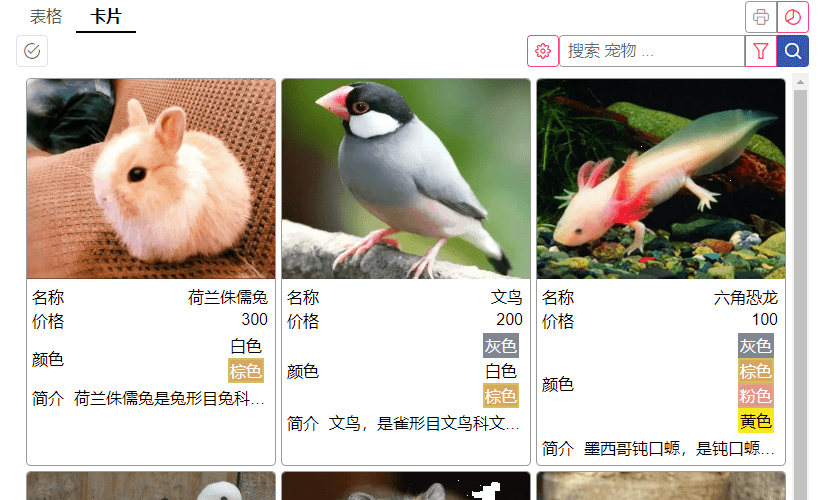 表格 卡片
搜索 宠物 ...
名称 荷兰侏儒兔
价格 300
颜色 白色
棕色
简介 荷兰侏儒兔是兔形目兔科...
名称 文鸟
价格 200
颜色 灰色
白色
棕色
简介 文鸟，是雀形目文鸟科文...
名称 六角恐龙
价格 100
颜色 灰色
棕色
粉色
黄色
简介 墨西哥钝口螈，是钝口螈...